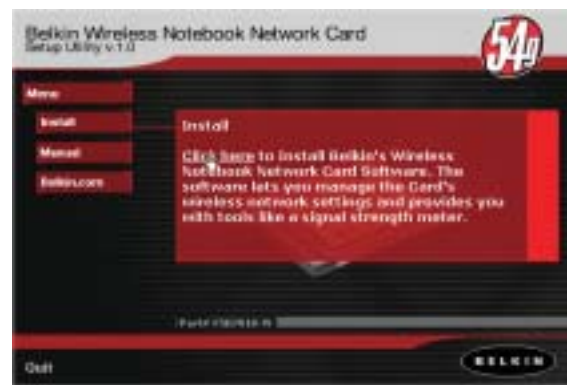 Belkin Wireless Notebook Network Card
Setup Utility v.1.0
54g
Menu
Install
Manual
Belkin.com
Install
Click here to install Belkin's Wireless
Notebook Network Card Software. The
software lets you manage the Card's
wireless network settings and provides you
with tools like a signal strength meter.
Quit
BELKIN